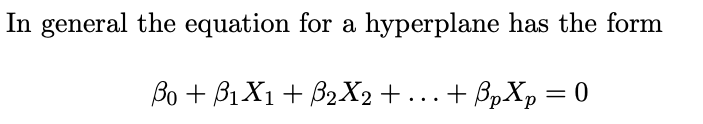 In general the equation for a hyperplane has the form
β₀ + β₁X₁ + β₂X₂ + . . . + βₚXₚ = 0